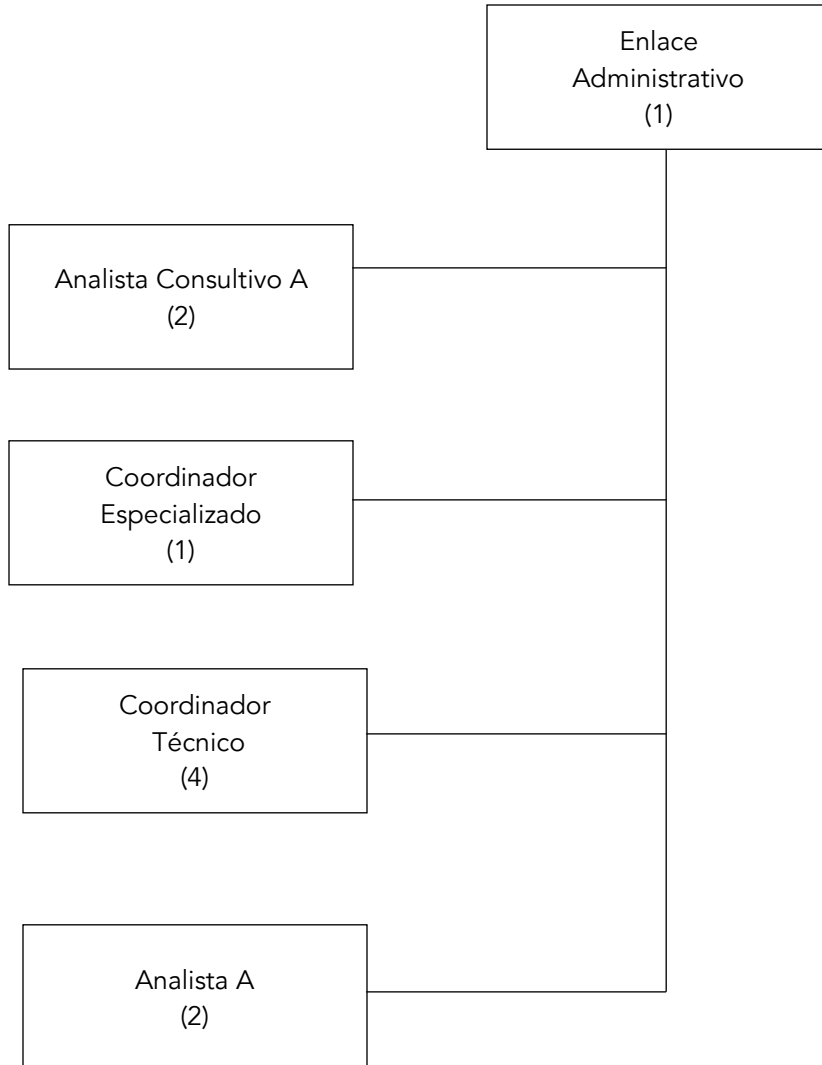 Enlace
Administrativo
(1)
Analista Consultivo A
(2)
Coordinador
Especializado
(1)
Coordinador
Técnico
(4)
Analista A
(2)